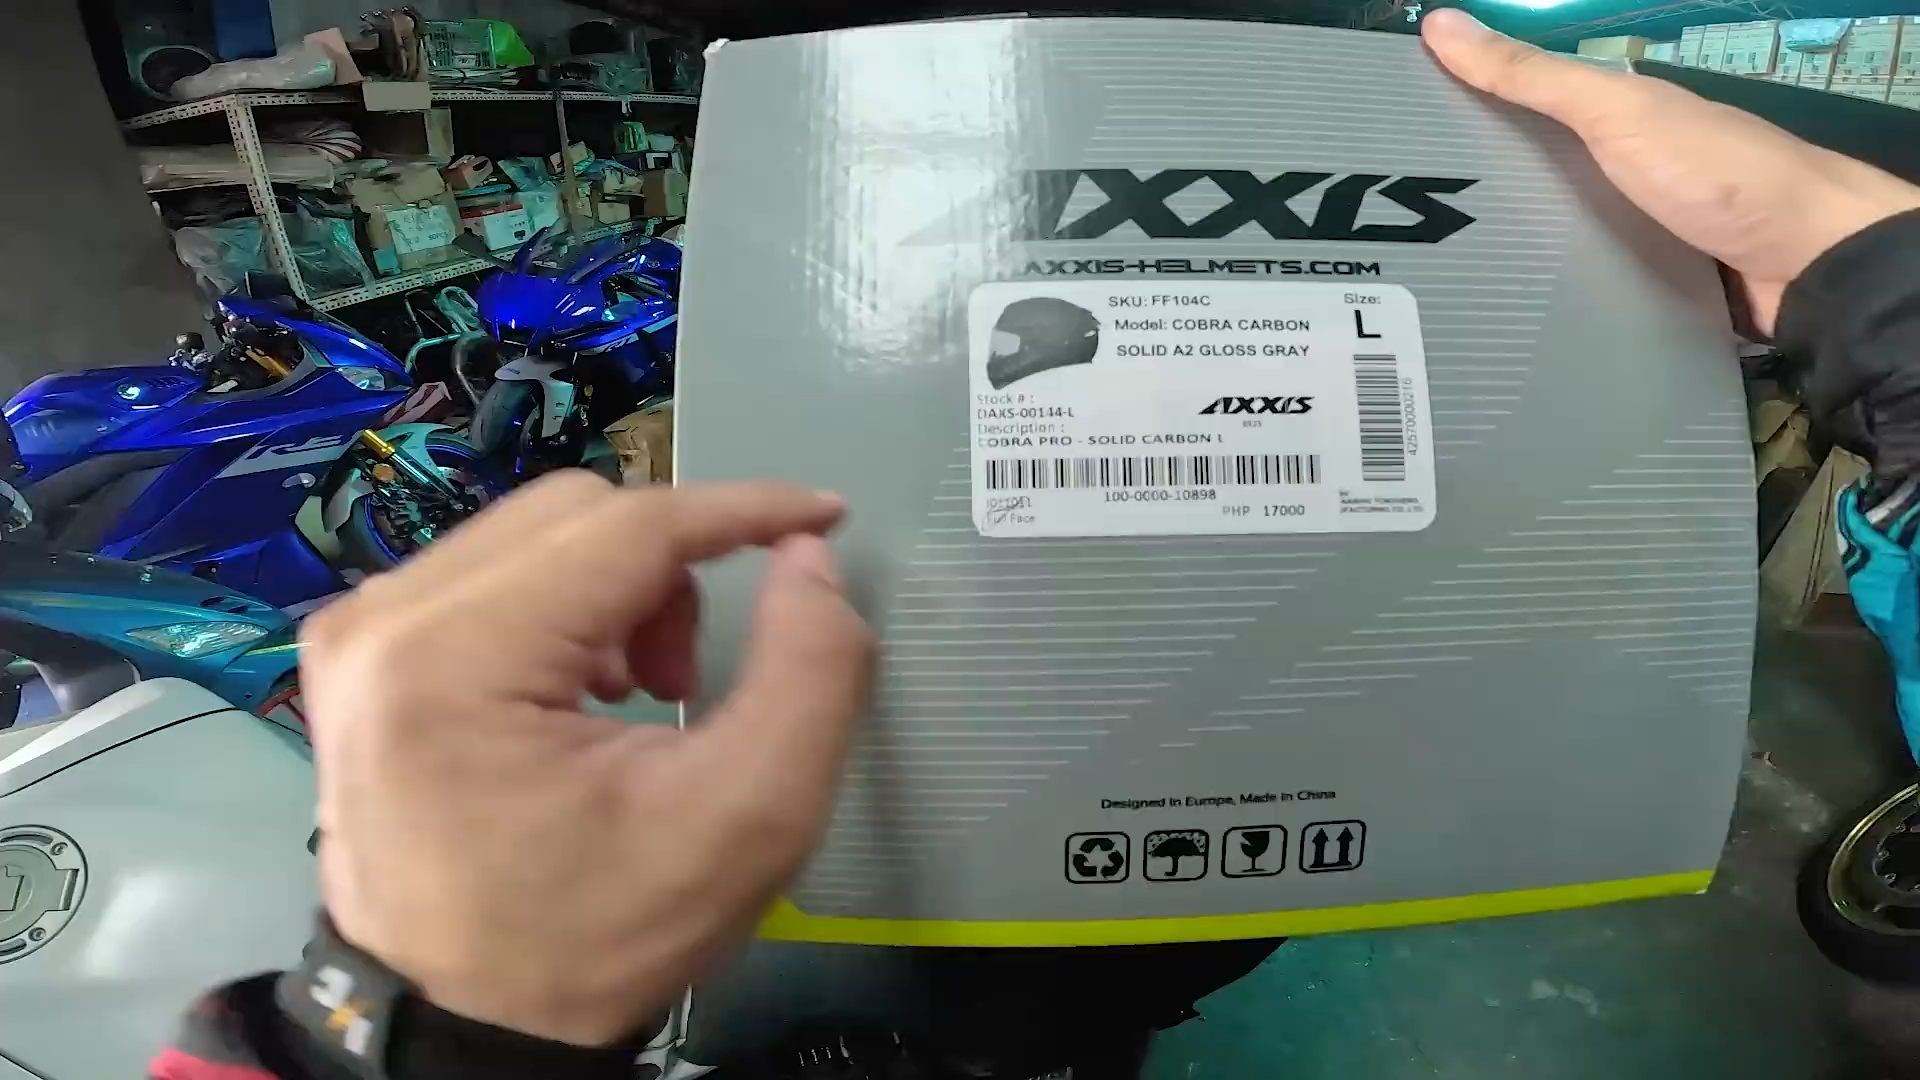 AXXIS
AXXIS-HELMETS.COM
SKU: FF104C
Size:
L
Model: COBRA CARBON
SOLID A2 GLOSS GRAY
Stock # :
DAXS-00144-L
AXXIS
Description :
COBRA PRO - SOLID CARBON L
100-0000-10898
Full Face
PHP 17000
Designed in Europe, Made in China